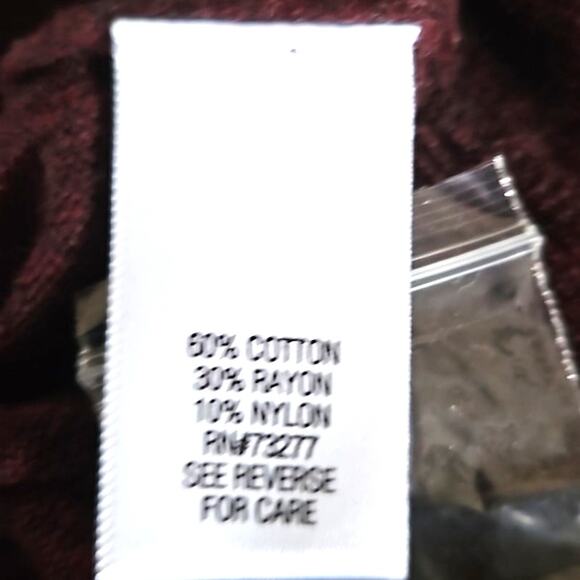 60% COTTON
30% RAYON
10% NYLON
RN#73277
SEE REVERSE
FOR CARE